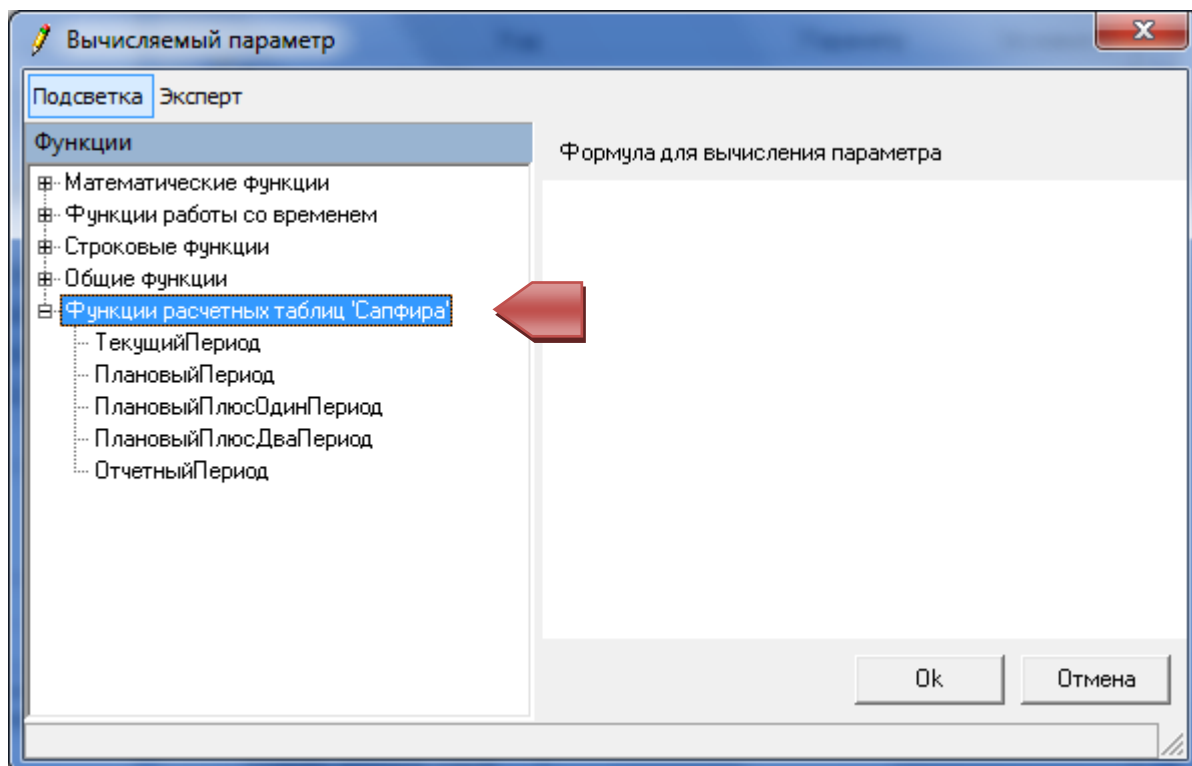 Вычисляемый параметр
Подсветка Эксперт
Функции
Формула для вычисления параметра
Математические функции
Функции работы со временем
Строковые функции
Общие функции
Функции расчетных таблиц 'Сапфира'
ТекущийПериод
ПлановыйПериод
ПлановыйПлюсОдинПериод
ПлановыйПлюсДваПериод
ОтчетныйПериод
Ok Отмена